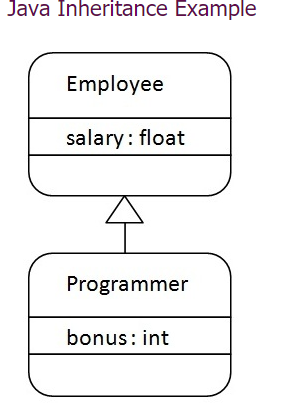 Java Inheritance Example
Employee
salary : float
Programmer
bonus : int